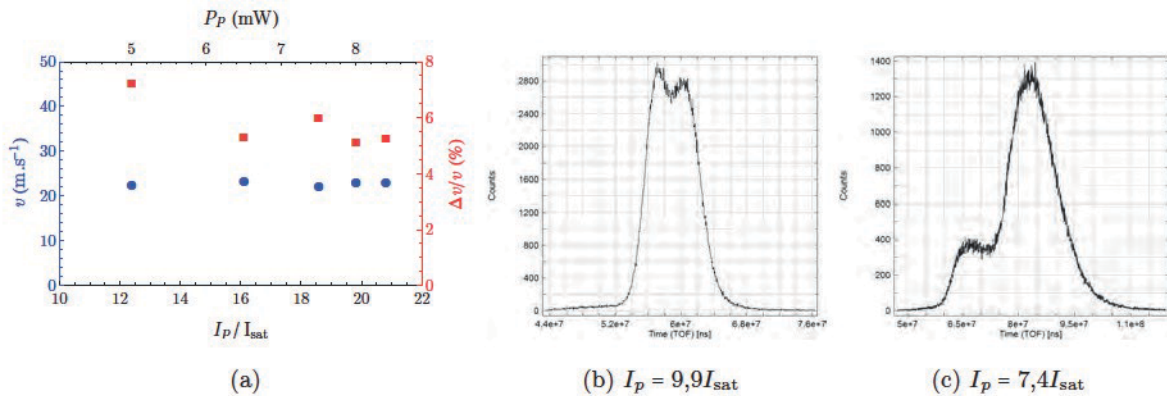 P_P (mW)
5 6 7 8
50
40
30
20
10
0
v (m.s⁻¹)
8
6
4
2
0
Δv/v (%)
10 12 14 16 18 20 22
I_P / I_sat
(a)
2800
2400
2000
1600
1200
800
400
0
Counts
4.4e+7 5.2e+7 6e+7 6.8e+7 7.6e+7
Time (TOF) [ns]
(b) I_p = 9,9I_sat
1400
1200
1000
800
600
400
200
0
Counts
5e+7 6.5e+7 8e+7 9.5e+7 1.1e+8
Time (TOF) [ns]
(c) I_p = 7,4I_sat